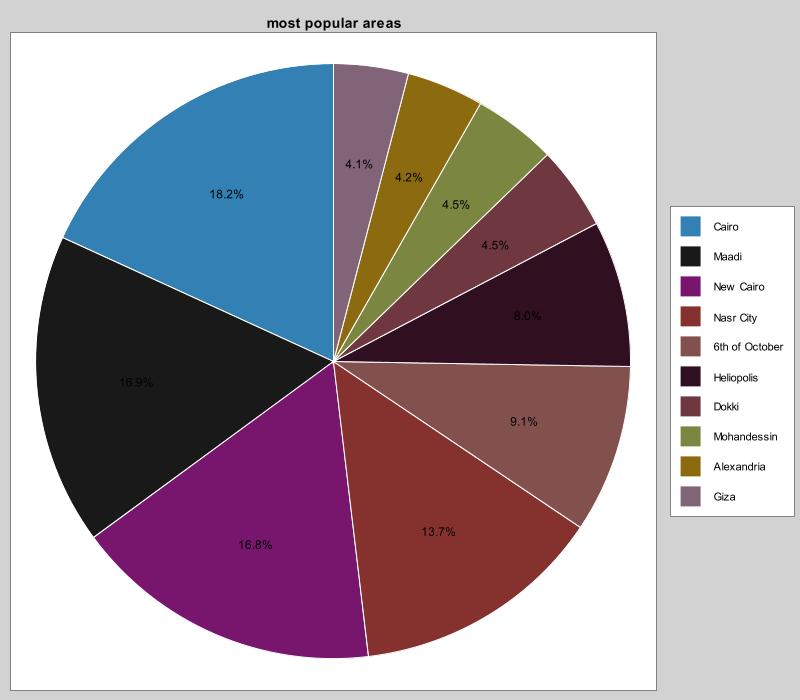 most popular areas
4.1%
4.2%
18.2%
4.5%
4.5%
8.0%
16.9%
9.1%
13.7%
16.8%
Cairo
Maadi
New Cairo
Nasr City
6th of October
Heliopolis
Dokki
Mohandessin
Alexandria
Giza